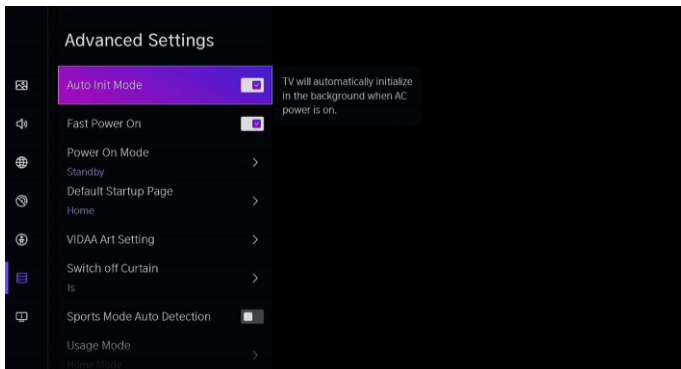 Advanced Settings
Auto Init Mode
TV will automatically initialize
in the background when AC
power is on.
Fast Power On
Power On Mode
Standby
Default Startup Page
Home
VIDAA Art Setting
Switch off Curtain
1s
Sports Mode Auto Detection
Usage Mode
Home Mode